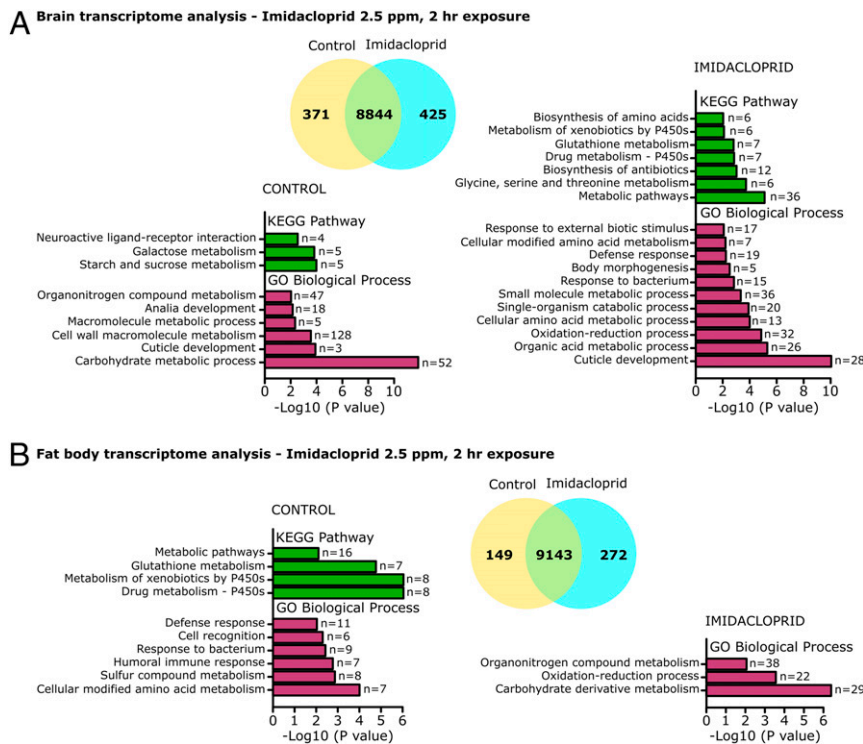 A Brain transcriptome analysis - Imidacloprid 2.5 ppm, 2 hr exposure
Control Imidacloprid
371 8844 425
CONTROL
KEGG Pathway
Neuroactive ligand-receptor interaction n=4
Galactose metabolism n=5
Starch and sucrose metabolism n=5
GO Biological Process
Organonitrogen compound metabolism n=47
Analia development n=18
Macromolecule metabolic process n=5
Cell wall macromolecule metabolism n=128
Cuticle development n=3
Carbohydrate metabolic process n=52
0 2 4 6 8 10
-Log10 (P value)
IMIDACLOPRID
KEGG Pathway
Biosynthesis of amino acids n=6
Metabolism of xenobiotics by P450s n=6
Glutathione metabolism n=7
Drug metabolism - P450s n=7
Biosynthesis of antibiotics n=12
Glycine, serine and threonine metabolism n=6
Metabolic pathways n=36
GO Biological Process
Response to external biotic stimulus n=17
Cellular modified amino acid metabolism n=7
Defense response n=19
Body morphogenesis n=5
Response to bacterium n=15
Small molecule metabolic process n=36
Single-organism catabolic process n=20
Cellular amino acid metabolic process n=13
Oxidation-reduction process n=32
Organic acid metabolic process n=26
Cuticle development n=28
0 2 4 6 8 10
-Log10 (P value)
B Fat body transcriptome analysis - Imidacloprid 2.5 ppm, 2 hr exposure
CONTROL
KEGG Pathway
Metabolic pathways n=16
Glutathione metabolism n=7
Metabolism of xenobiotics by P450s n=8
Drug metabolism - P450s n=8
GO Biological Process
Defense response n=11
Cell recognition n=6
Response to bacterium n=9
Humoral immune response n=7
Sulfur compound metabolism n=8
Cellular modified amino acid metabolism n=7
0 1 2 3 4 5 6
-Log10 (P value)
Control Imidacloprid
149 9143 272
IMIDACLOPRID
GO Biological Process
Organonitrogen compound metabolism n=38
Oxidation-reduction process n=22
Carbohydrate derivative metabolism n=29
0 1 2 3 4 5 6
-Log10 (P value)